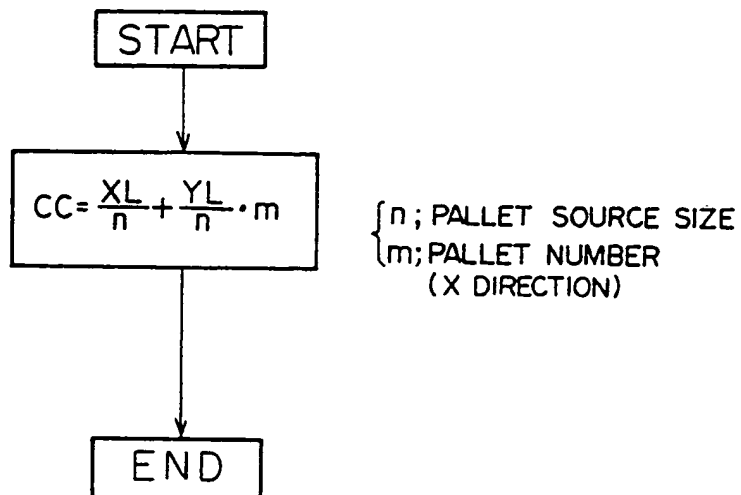 START
CC = XL/n + YL/n · m
n ; PALLET SOURCE SIZE
m; PALLET NUMBER
(X DIRECTION)
END